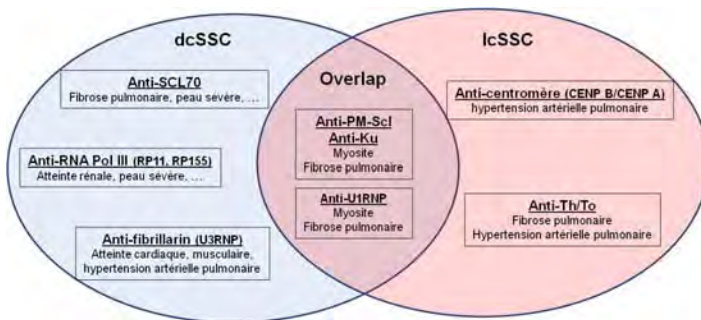 dcSSC
lcSSC
Overlap
Anti-SCL70
Fibrose pulmonaire, peau sévère, ...
Anti-RNA Pol III (RP11, RP155)
Atteinte rénale, peau sévère, ...
Anti-fibrillarin (U3RNP)
Atteinte cardiaque, musculaire,
hypertension artérielle pulmonaire
Anti-PM-Scl
Anti-Ku
Myosite
Fibrose pulmonaire
Anti-U1RNP
Myosite
Fibrose pulmonaire
Anti-centromère (CENP B/CENP A)
hypertension artérielle pulmonaire
Anti-Th/To
Fibrose pulmonaire
Hypertension artérielle pulmonaire